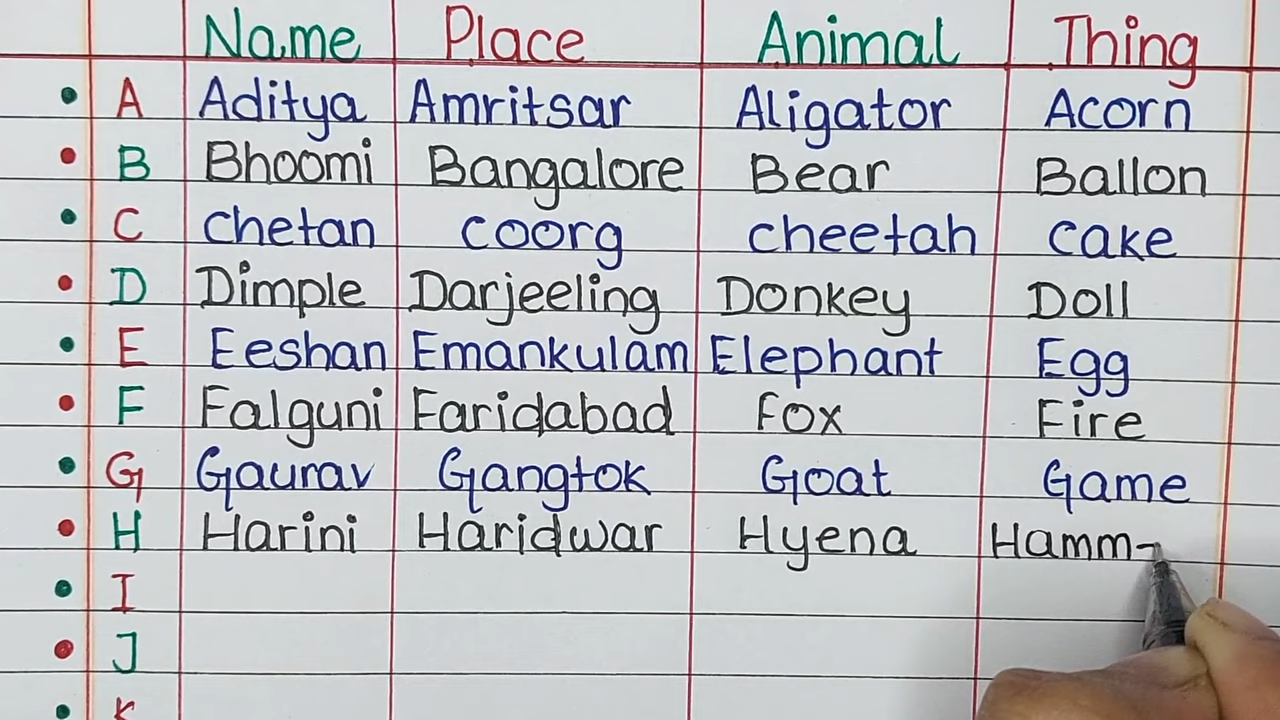 Name Place Animal Thing
A Aditya Amritsar Aligator Acorn
B Bhoomi Bangalore Bear Ballon
C Chetan Coorg Cheetah Cake
D Dimple Darjeeling Donkey Doll
E Eeshan Emankulam Elephant Egg
F Falguni Faridabad Fox Fire
G Gaurav Gangtok Goat Game
H Harini Haridwar Hyena Hamm-
I
J
K